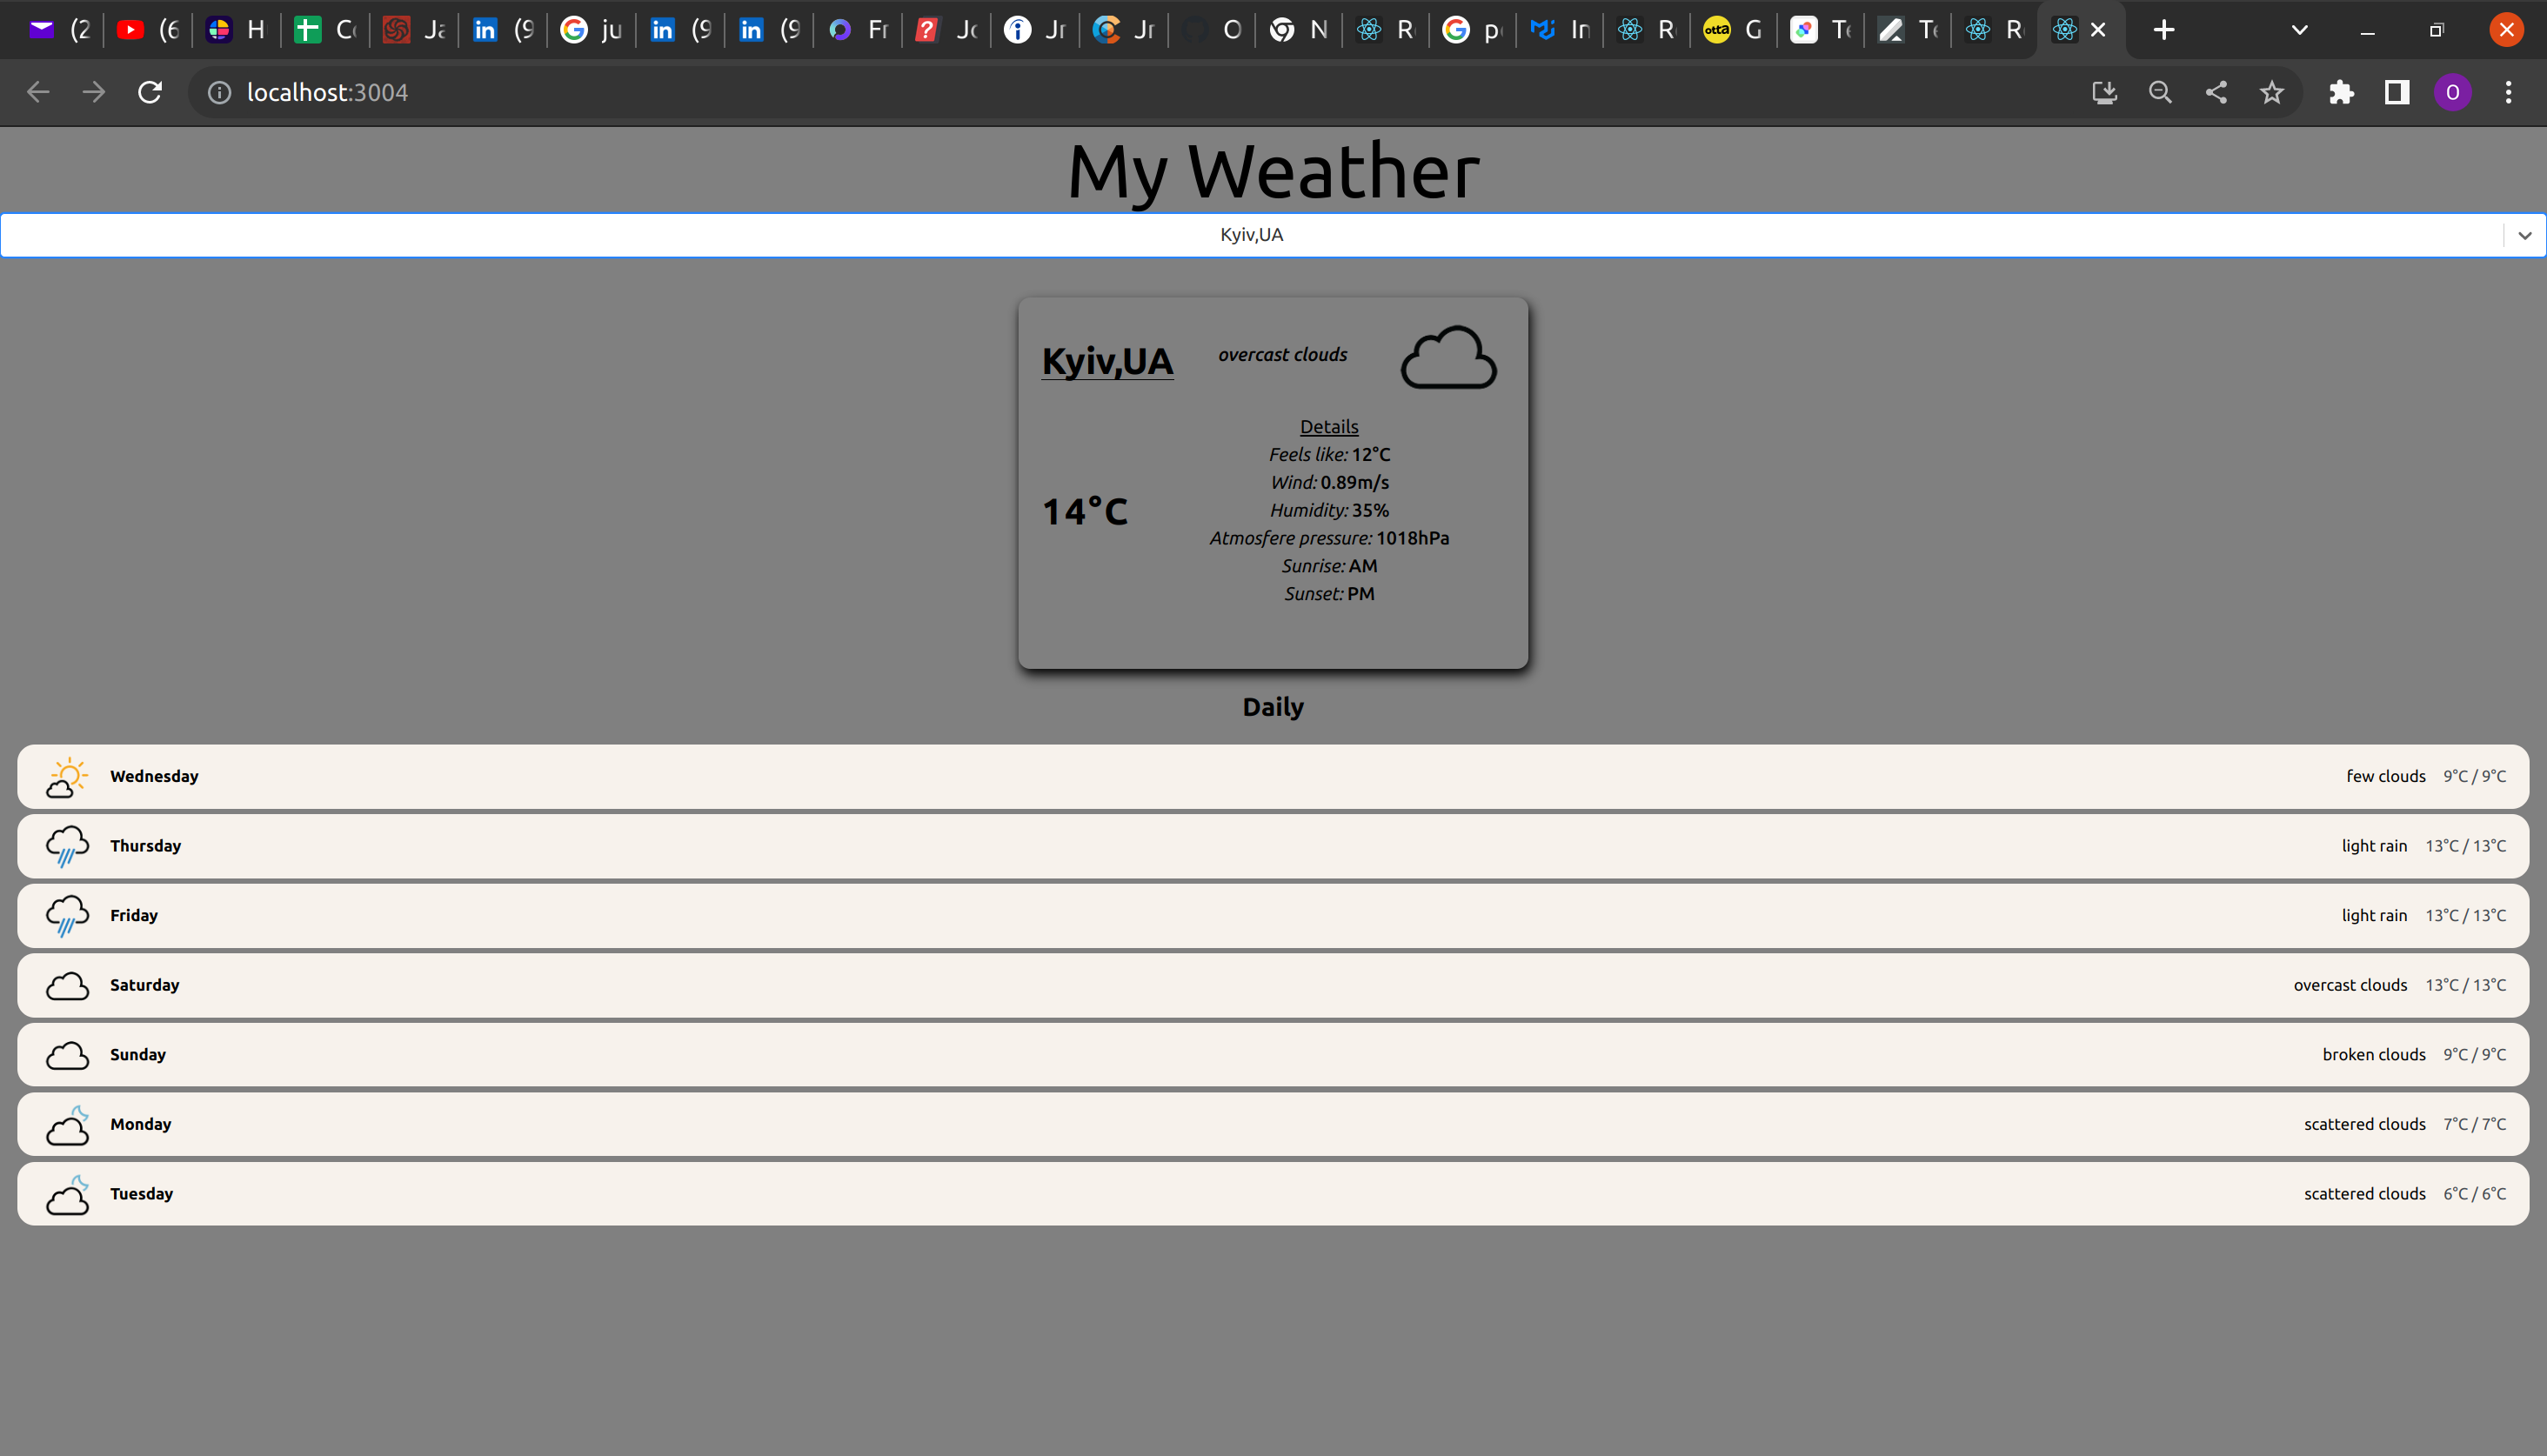 (2 (6 H Co Ja (9 ju (9 (9 Fr Jo Jr Jr O N R p In R G Te Te R
localhost:3004 O
My Weather
Kyiv,UA
Kyiv,UA overcast clouds
Details
Feels like: 12°C
Wind: 0.89m/s
14°C
Humidity: 35%
Atmosfere pressure: 1018hPa
Sunrise: AM
Sunset: PM
Daily
Wednesday few clouds 9°C / 9°C
Thursday light rain 13°C / 13°C
Friday light rain 13°C / 13°C
Saturday overcast clouds 13°C / 13°C
Sunday broken clouds 9°C / 9°C
Monday scattered clouds 7°C / 7°C
Tuesday scattered clouds 6°C / 6°C